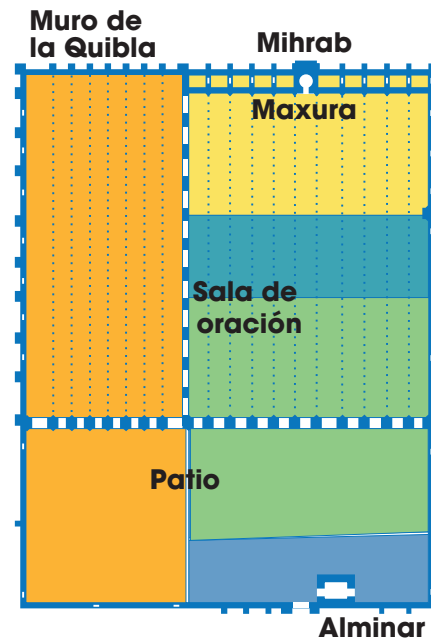 Muro de
la Quibla
Mihrab
Maxura
Sala de
oración
Patio
Alminar